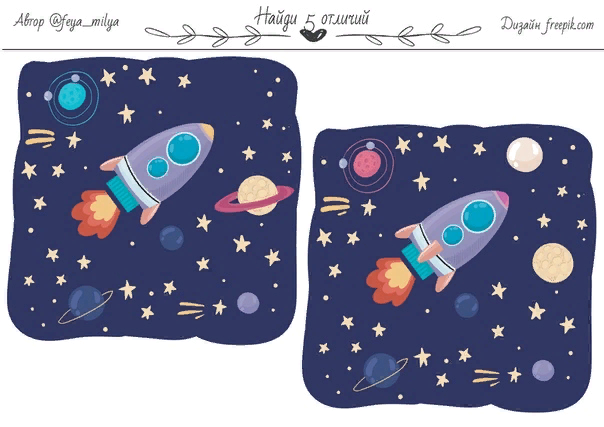 Автор @feya_milya
Найди 5 отличий
Дизайн freepik.com